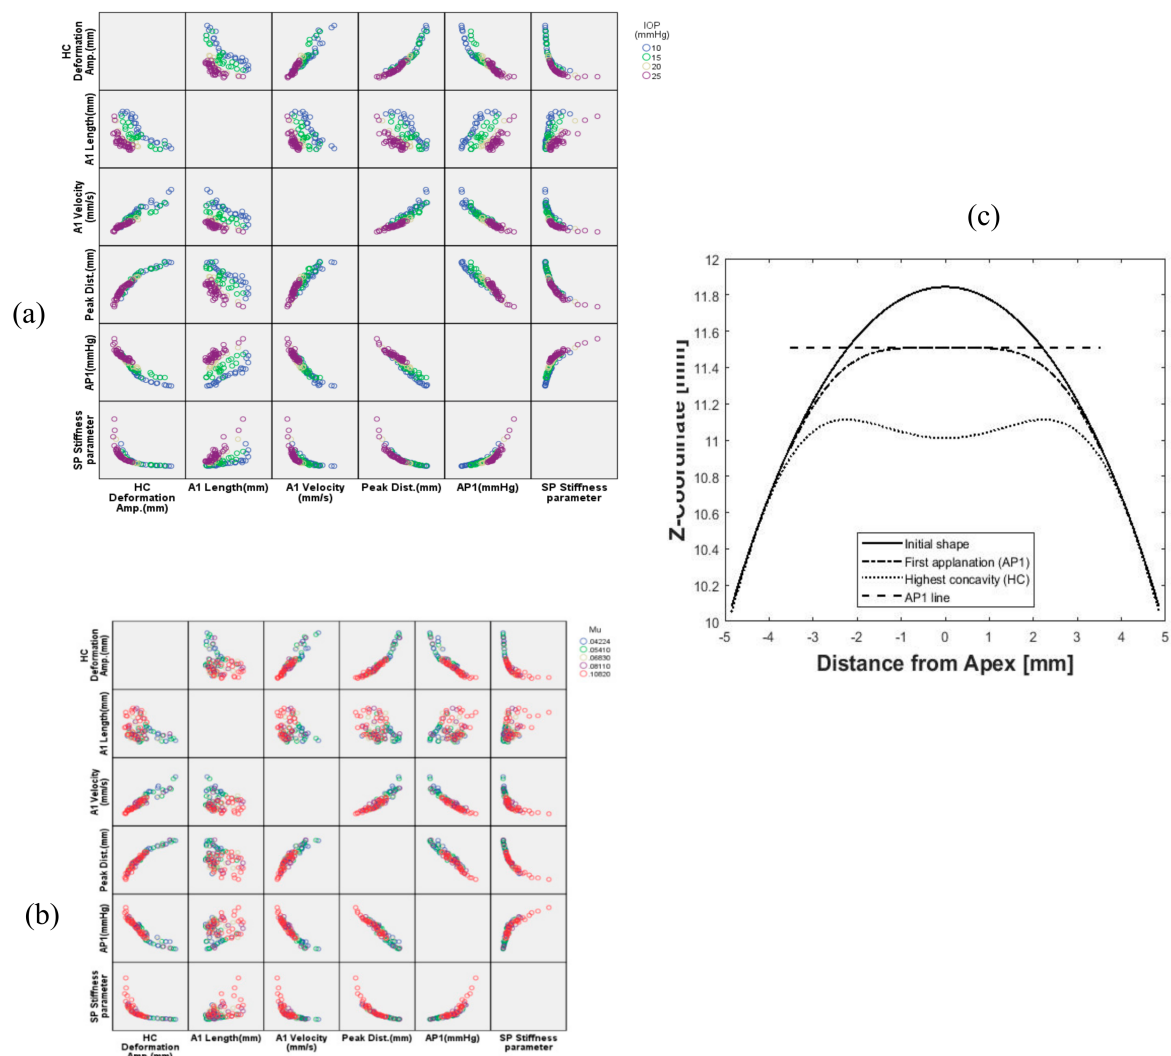 (a)
HC
Deformation
Amp.(mm)
A1 Length(mm)
A1 Velocity
(mm/s)
Peak Dist.(mm)
AP1(mmHg)
SP Stiffness
parameter
HC
Deformation
Amp.(mm)
A1 Length(mm)
A1 Velocity
(mm/s)
Peak Dist.(mm)
AP1(mmHg)
SP Stiffness
parameter
IOP
(mmHg)
10
15
20
25
(b)
HC
Deformation
Amp.(mm)
A1 Length(mm)
A1 Velocity
(mm/s)
Peak Dist.(mm)
AP1(mmHg)
SP Stiffness
parameter
HC
Deformation
Amp.(mm)
A1 Length(mm)
A1 Velocity
(mm/s)
Peak Dist.(mm)
AP1(mmHg)
SP Stiffness
parameter
Mu
.04224
.05410
.06830
.08110
.10820
(c)
Z-Coordinate [mm]
12
11.8
11.6
11.4
11.2
11
10.8
10.6
10.4
10.2
10
-5
-4
-3
-2
-1
0
1
2
3
4
5
Distance from Apex [mm]
Initial shape
First applanation (AP1)
Highest concavity (HC)
AP1 line